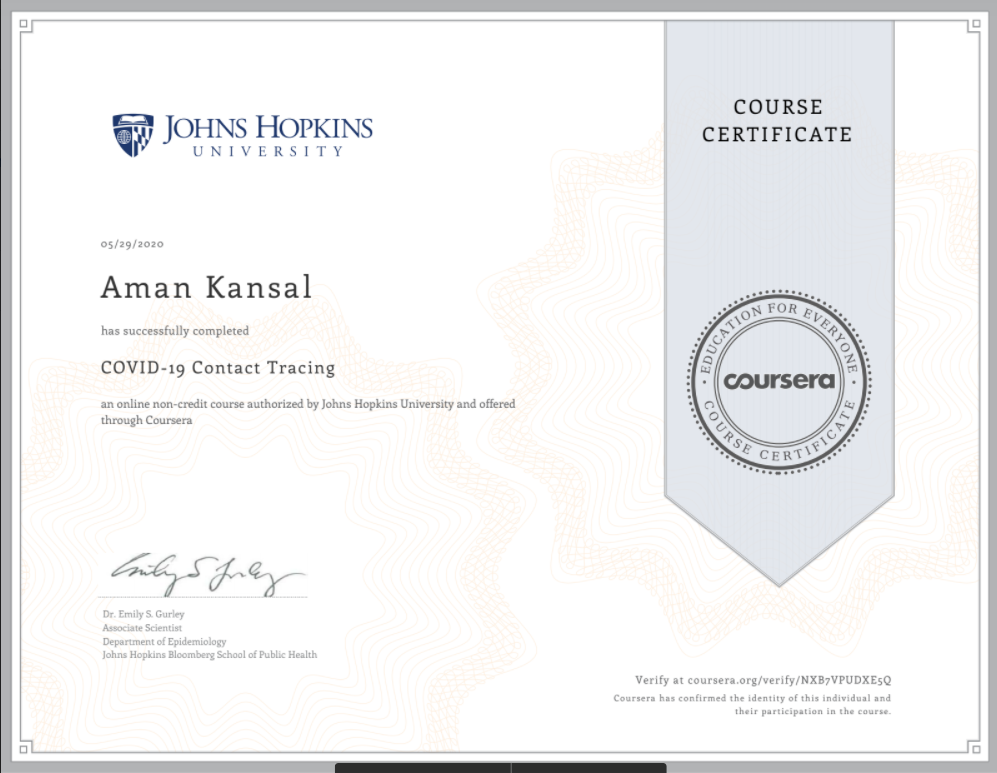 JOHNS HOPKINS
UNIVERSITY
COURSE
CERTIFICATE
05/29/2020
Aman Kansal
has successfully completed
COVID-19 Contact Tracing
an online non-credit course authorized by Johns Hopkins University and offered
through Coursera
EDUCATION FOR EVERYONE
coursera
COURSE CERTIFICATE
Emily S Gurley
Dr. Emily S. Gurley
Associate Scientist
Department of Epidemiology
Johns Hopkins Bloomberg School of Public Health
Verify at coursera.org/verify/NXB7VPUDXE5Q
Coursera has confirmed the identity of this individual and
their participation in the course.